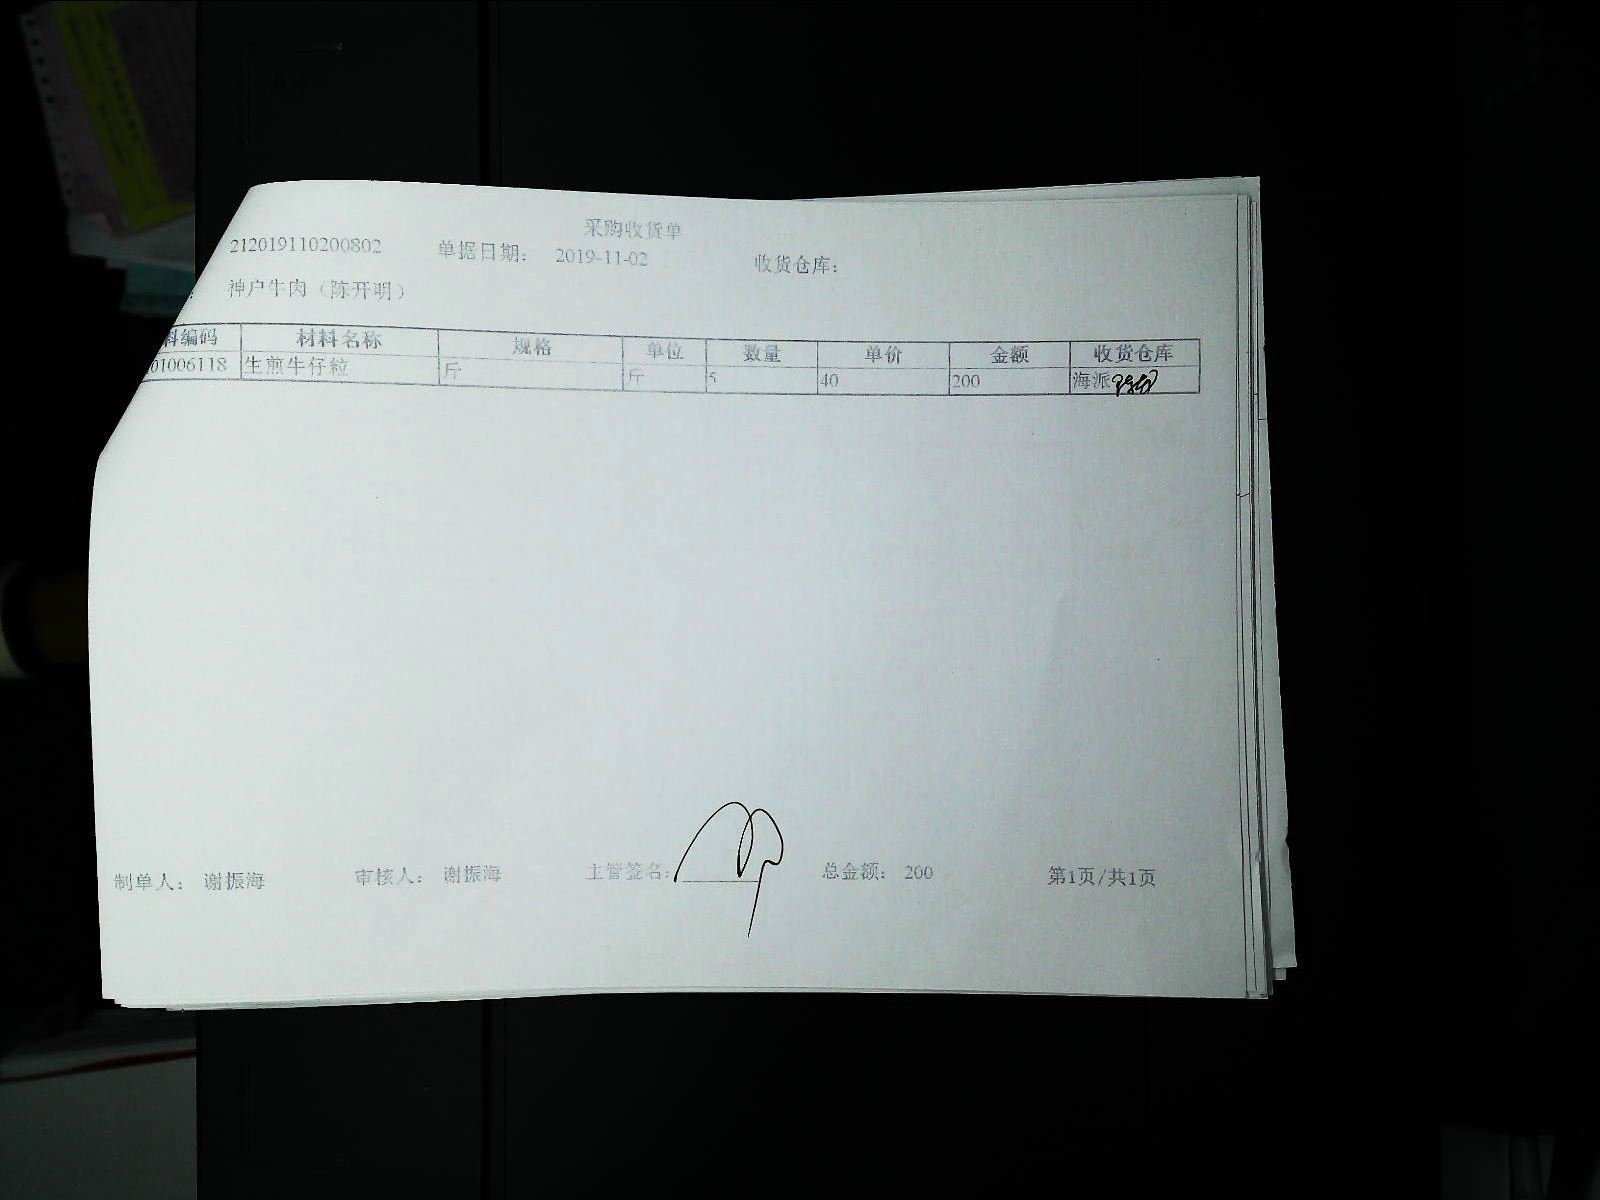 采购收货单
212019110200802 单据日期： 2019-11-02 收货仓库：
： 神户牛肉（陈开明）
料编码 材料名称 规格 单位 数量 单价 金额 收货仓库
01006118 生煎牛仔粒 斤 斤 5 40 200 海派
制单人： 谢振海 审核人： 谢振海 主管签名： 总金额： 200 第1页/共1页